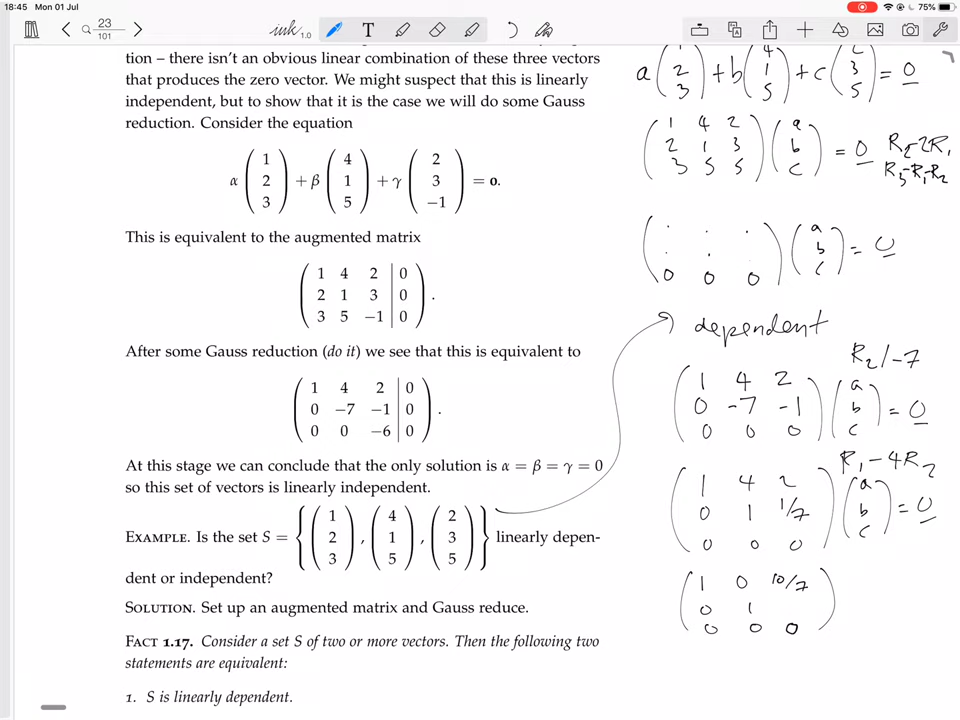 18:45 Mon 01 Jul
75%
23
101
ink 1.0
T
tion – there isn't an obvious linear combination of these three vectors
that produces the zero vector. We might suspect that this is linearly
independent, but to show that it is the case we will do some Gauss
reduction. Consider the equation
α ( 1 2 3 ) + β ( 4 1 5 ) + γ ( 2 3 −1 ) = 0.
This is equivalent to the augmented matrix
( 1 4 2 | 0
2 1 3 | 0
3 5 −1 | 0 ) .
After some Gauss reduction (do it) we see that this is equivalent to
( 1 4 2 | 0
0 −7 −1 | 0
0 0 −6 | 0 ) .
At this stage we can conclude that the only solution is α = β = γ = 0
so this set of vectors is linearly independent.
EXAMPLE. Is the set S = { ( 1 2 3 ) , ( 4 1 5 ) , ( 2 3 5 ) } linearly depen-
dent or independent?
SOLUTION. Set up an augmented matrix and Gauss reduce.
FACT 1.17. Consider a set S of two or more vectors. Then the following two
statements are equivalent:
1. S is linearly dependent.
a ( 1 2 3 ) + b ( 4 1 5 ) + c ( 2 3 5 ) = 0
( 1 4 2
2 1 3
3 5 5 ) ( a b c ) = 0
R2-2R1
R3-R1-R2
( . . .
. .
0 0 0 ) ( a b c ) = 0
dependent
R2/-7
( 1 4 2
0 -7 -1
0 0 0 ) ( a b c ) = 0
R1-4R2
( 1 4 2
0 1 1/7
0 0 0 ) ( a b c ) = 0
( 1 0 10/7
0 1
0 0 0 )